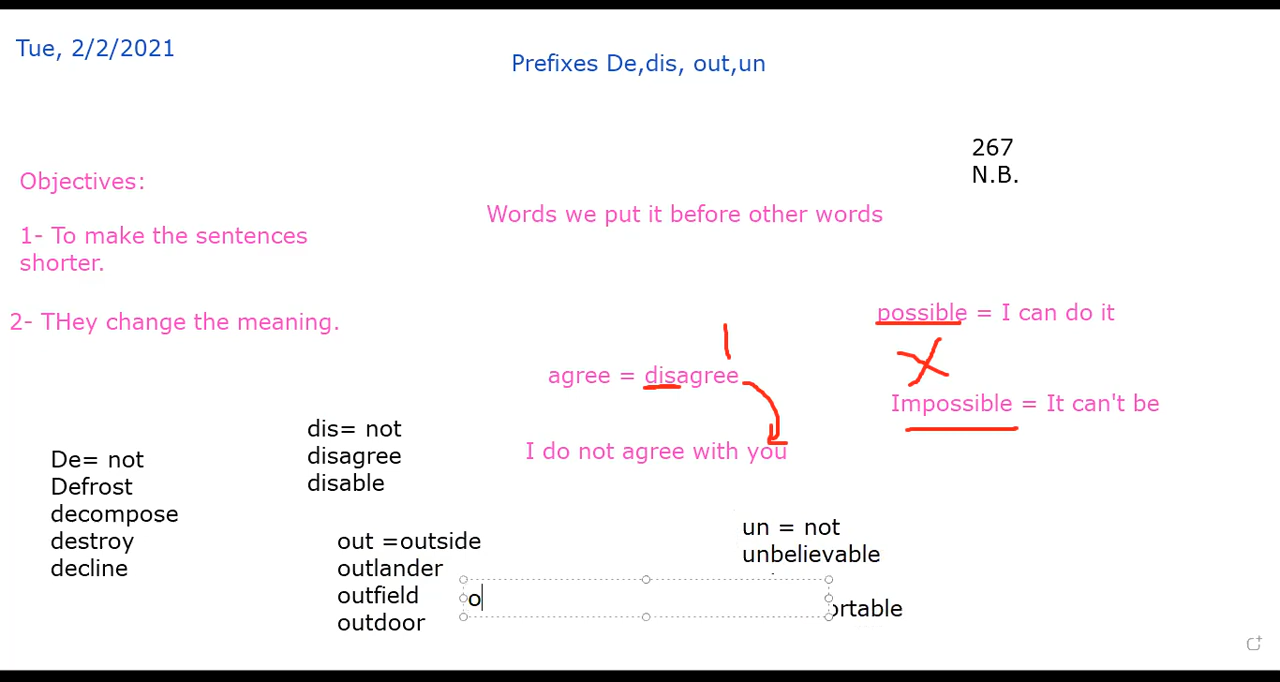 Tue, 2/2/2021
Prefixes De,dis, out,un
267
N.B.
Objectives:
Words we put it before other words
1- To make the sentences
shorter.
2- THey change the meaning.
possible = I can do it
agree = disagree
Impossible = It can't be
I do not agree with you
dis= not
disagree
disable
De= not
Defrost
decompose
destroy
decline
out =outside
outlander
outfield
outdoor
un = not
unbelievable
ortable
o